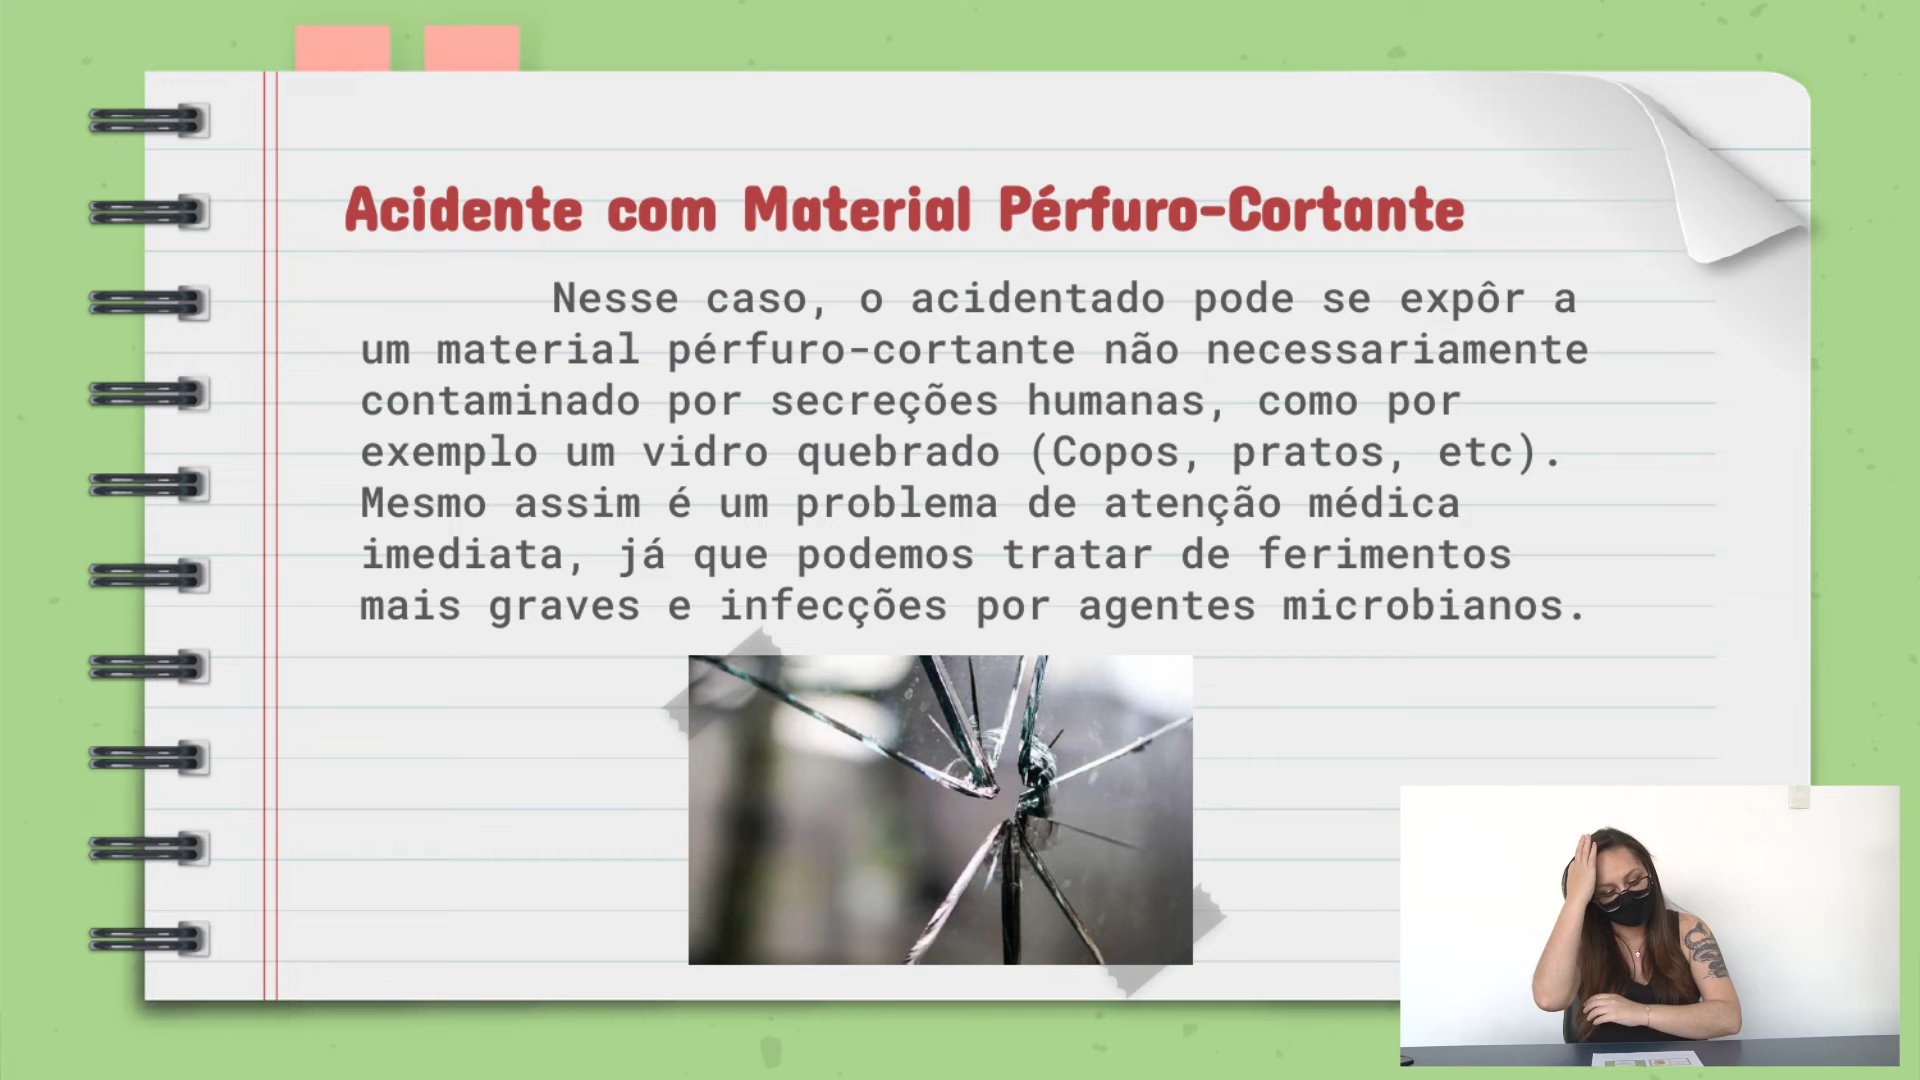 Acidente com Material Pérfuro-Cortante
Nesse caso, o acidentado pode se expôr a
um material pérfuro-cortante não necessariamente
contaminado por secreções humanas, como por
exemplo um vidro quebrado (Copos, pratos, etc).
Mesmo assim é um problema de atenção médica
imediata, já que podemos tratar de ferimentos
mais graves e infecções por agentes microbianos.